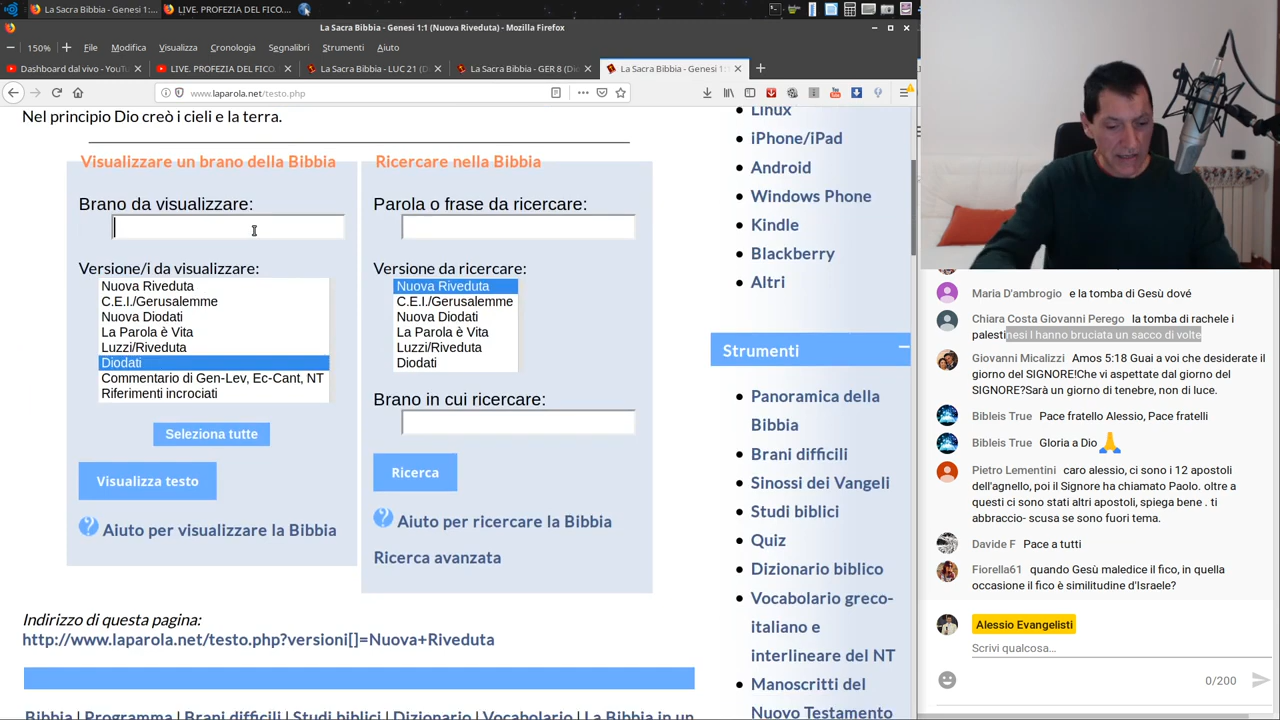 La Sacra Bibbia - Genesi 1:...
LIVE. PROFEZIA DEL FICO....
La Sacra Bibbia - Genesi 1:1 (Nuova Riveduta) - Mozilla Firefox
150%
File Modifica Visualizza Cronologia Segnalibri Strumenti Aiuto
Dashboard dal vivo - YouTu
LIVE. PROFEZIA DEL FICO.
La Sacra Bibbia - LUC 21 (D
La Sacra Bibbia - GER 8 (Dio
La Sacra Bibbia - Genesi 1:
www.laparola.net/testo.php
Nel principio Dio creò i cieli e la terra.
Visualizzare un brano della Bibbia
Brano da visualizzare:
Versione/i da visualizzare:
Nuova Riveduta
C.E.I./Gerusalemme
Nuova Diodati
La Parola è Vita
Luzzi/Riveduta
Diodati
Commentario di Gen-Lev, Ec-Cant, NT
Riferimenti incrociati
Seleziona tutte
Visualizza testo
Aiuto per visualizzare la Bibbia
Ricercare nella Bibbia
Parola o frase da ricercare:
Versione da ricercare:
Nuova Riveduta
C.E.I./Gerusalemme
Nuova Diodati
La Parola è Vita
Luzzi/Riveduta
Diodati
Brano in cui ricercare:
Ricerca
Aiuto per ricercare la Bibbia
Ricerca avanzata
Indirizzo di questa pagina:
http://www.laparola.net/testo.php?versioni[]=Nuova+Riveduta
Bibbia | Programma | Brani difficili | Studi biblici | Dizionario | Vocabolario | La Bibbia in un
Linux
iPhone/iPad
Android
Windows Phone
Kindle
Blackberry
Altri
Strumenti
Panoramica della
Bibbia
Brani difficili
Sinossi dei Vangeli
Studi biblici
Quiz
Dizionario biblico
Vocabolario greco-
italiano e
interlineare del NT
Manoscritti del
Nuovo Testamento
Maria D'ambrogio e la tomba di Gesù dové
Chiara Costa Giovanni Perego la tomba di rachele i
palestinesi l hanno bruciata un sacco di volte
Giovanni Micalizzi Amos 5:18 Guai a voi che desiderate il
giorno del SIGNORE!Che vi aspettate dal giorno del
SIGNORE?Sarà un giorno di tenebre, non di luce.
Bibleis True Pace fratello Alessio, Pace fratelli
Bibleis True Gloria a Dio
Pietro Lementini caro alessio, ci sono i 12 apostoli
dell'agnello, poi il Signore ha chiamato Paolo. oltre a
questi ci sono stati altri apostoli, spiega bene . ti
abbraccio- scusa se sono fuori tema.
Davide F Pace a tutti
Fiorella61 quando Gesù maledice il fico, in quella
occasione il fico è similitudine d'Israele?
Alessio Evangelisti
Scrivi qualcosa...
0/200